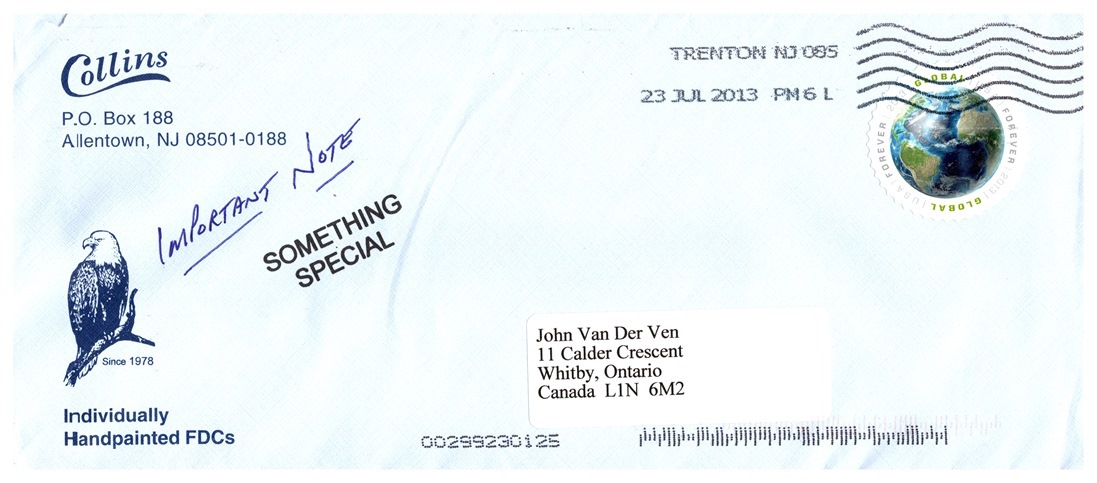 Collins
P.O. Box 188
Allentown, NJ 08501-0188
IMPORTANT NOTE
SOMETHING
SPECIAL
TRENTON NJ 085
23 JUL 2013 PM 6 L
GLOBAL
FOREVER
2013
GLOBAL
USA
FOREVER
Since 1978
Individually
Handpainted FDCs
John Van Der Ven
11 Calder Crescent
Whitby, Ontario
Canada L1N 6M2
00299230125